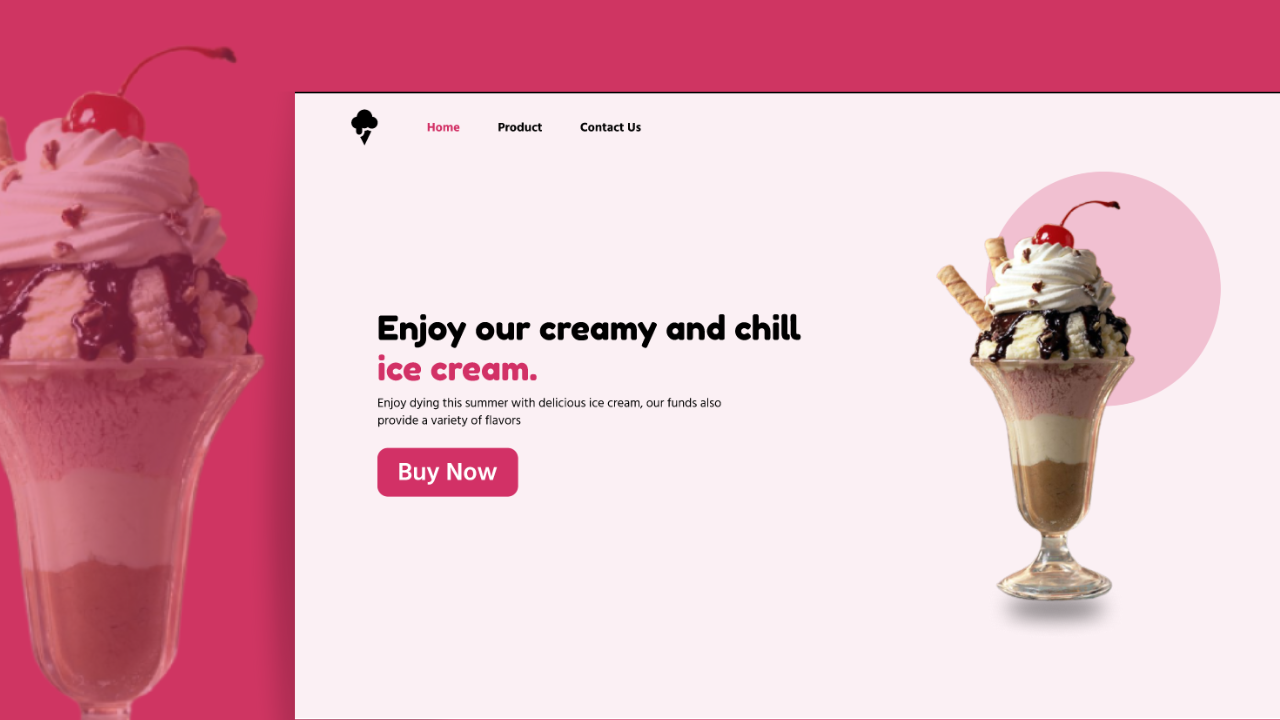 Home Product Contact Us
Enjoy our creamy and chill
ice cream.
Enjoy dying this summer with delicious ice cream, our funds also
provide a variety of flavors
Buy Now